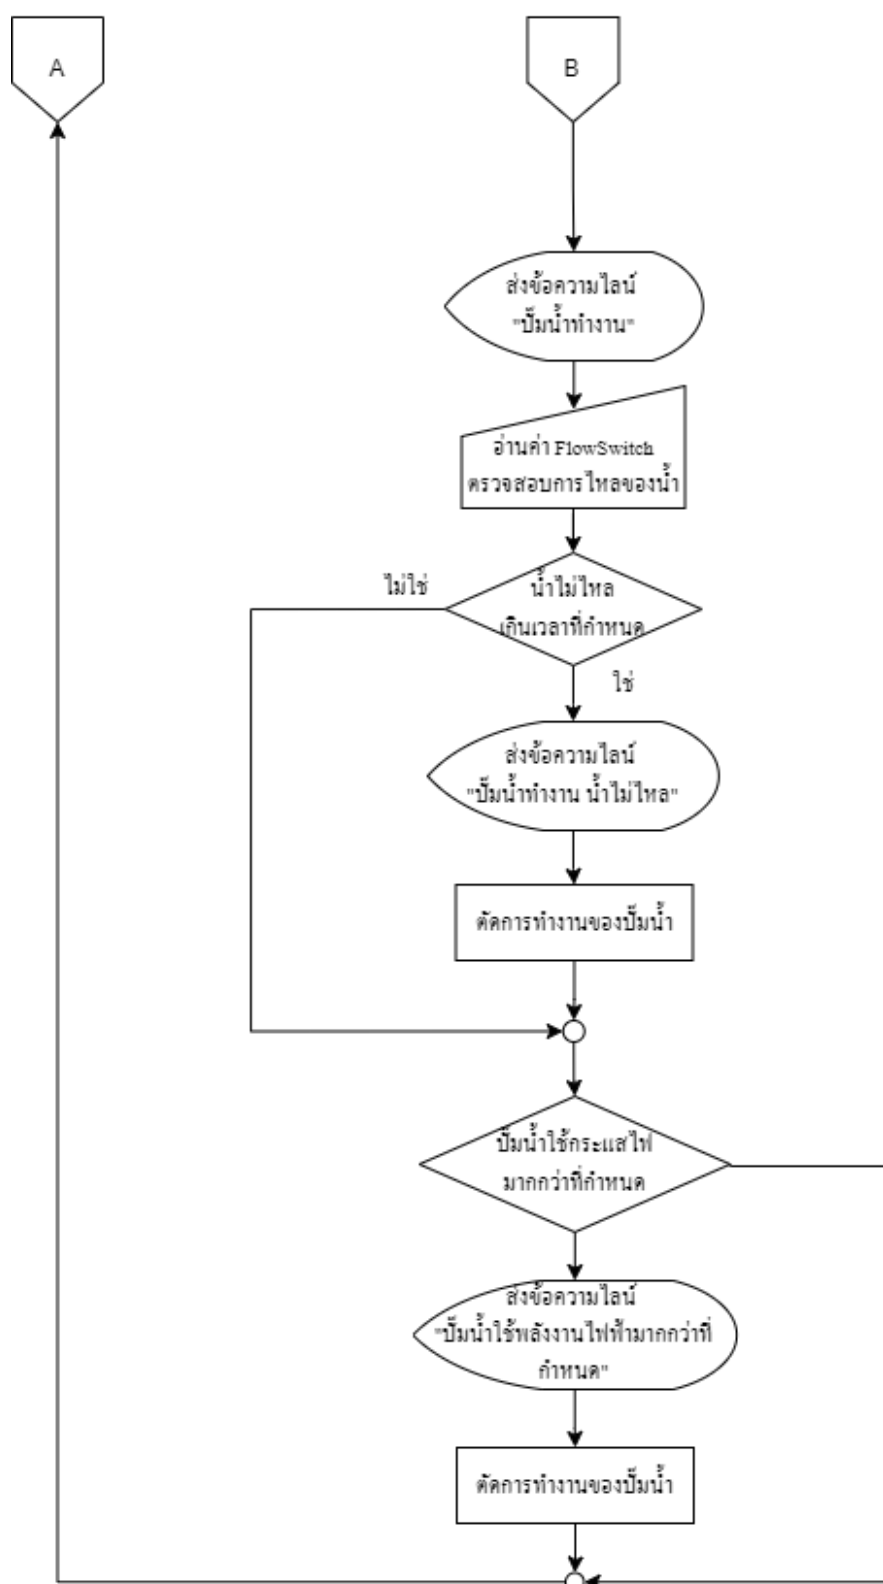 A
B
ส่งข้อความไลน์
"ปั๊มน้ำทำงาน"
อ่านค่า FlowSwitch
ตรวจสอบการไหลของน้ำ
ไม่ใช่
น้ำไม่ไหล
เกินเวลาที่กำหนด
ใช่
ส่งข้อความไลน์
"ปั๊มน้ำทำงาน น้ำไม่ไหล"
ตัดการทำงานของปั๊มน้ำ
ปั๊มน้ำใช้กระแสไฟ
มากกว่าที่กำหนด
ส่งข้อความไลน์
"ปั๊มน้ำใช้พลังงานไฟฟ้ามากกว่าที่
กำหนด"
ตัดการทำงานของปั๊มน้ำ